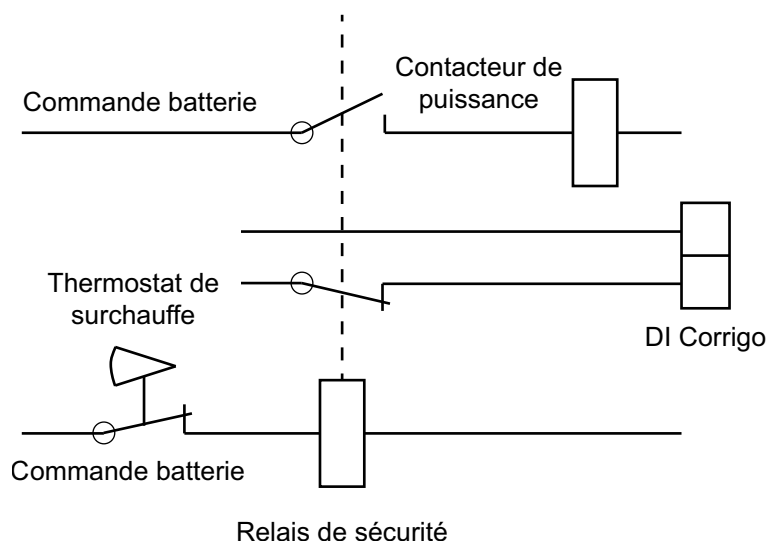 Contacteur de
puissance
Commande batterie
Thermostat de
surchauffe
DI Corrigo
Commande batterie
Relais de sécurité